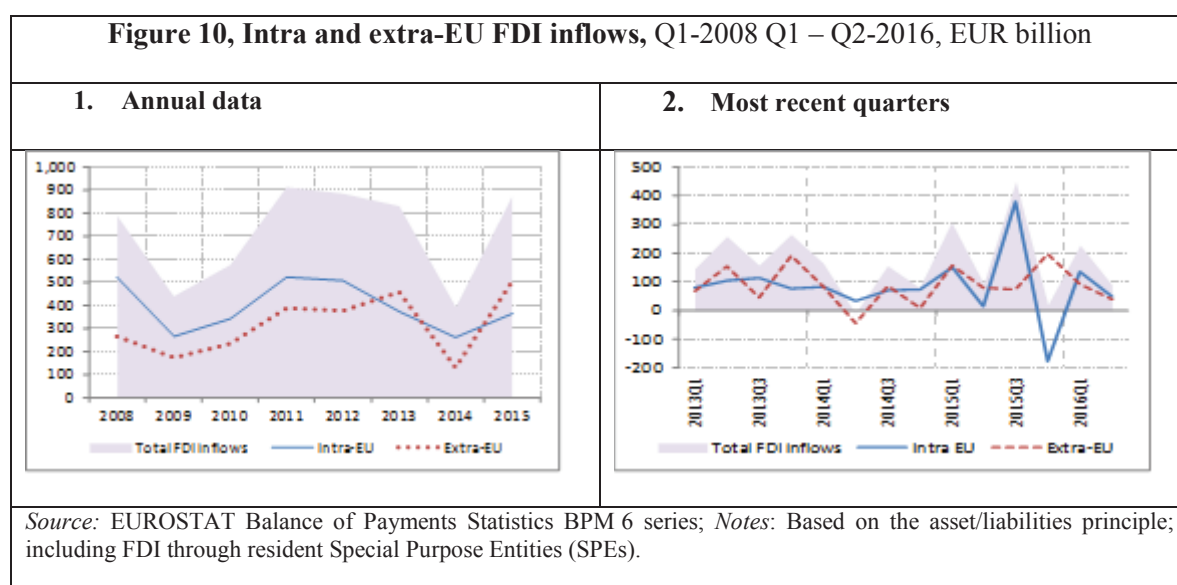 Figure 10, Intra and extra-EU FDI inflows, Q1-2008 Q1 – Q2-2016, EUR billion
1. Annual data
2. Most recent quarters
1,000
900
800
700
600
500
400
300
200
100
0
2008 2009 2010 2011 2012 2013 2014 2015
Total FDI inflows Intra-EU Extra-EU
500
400
300
200
100
0
-100
-200
2013Q1 2013Q3 2014Q1 2014Q3 2015Q1 2015Q3 2016Q1
Total FDI inflows Intra EU Extra-EU
Source: EUROSTAT Balance of Payments Statistics BPM 6 series; Notes: Based on the asset/liabilities principle;
including FDI through resident Special Purpose Entities (SPEs).